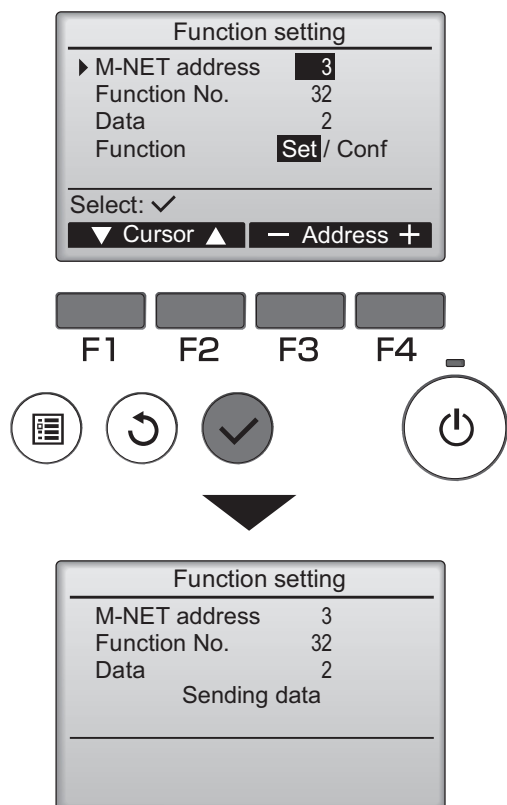 Function setting
M-NET address 3
Function No. 32
Data 2
Function Set / Conf
Select: ✓
▼ Cursor ▲ − Address +
F1 F2 F3 F4
Function setting
M-NET address 3
Function No. 32
Data 2
Sending data